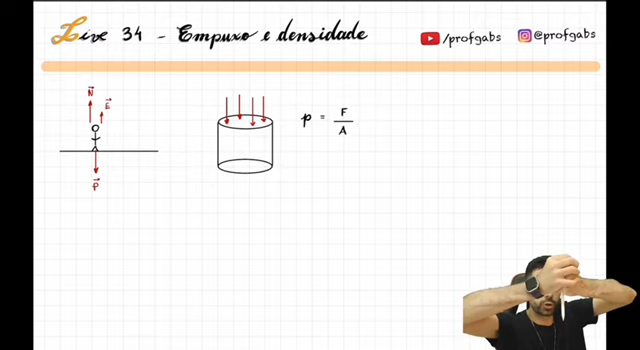 Live 34 - Empuxo e densidade
/profgabs
@profgabs
N
E
P
p = F
A